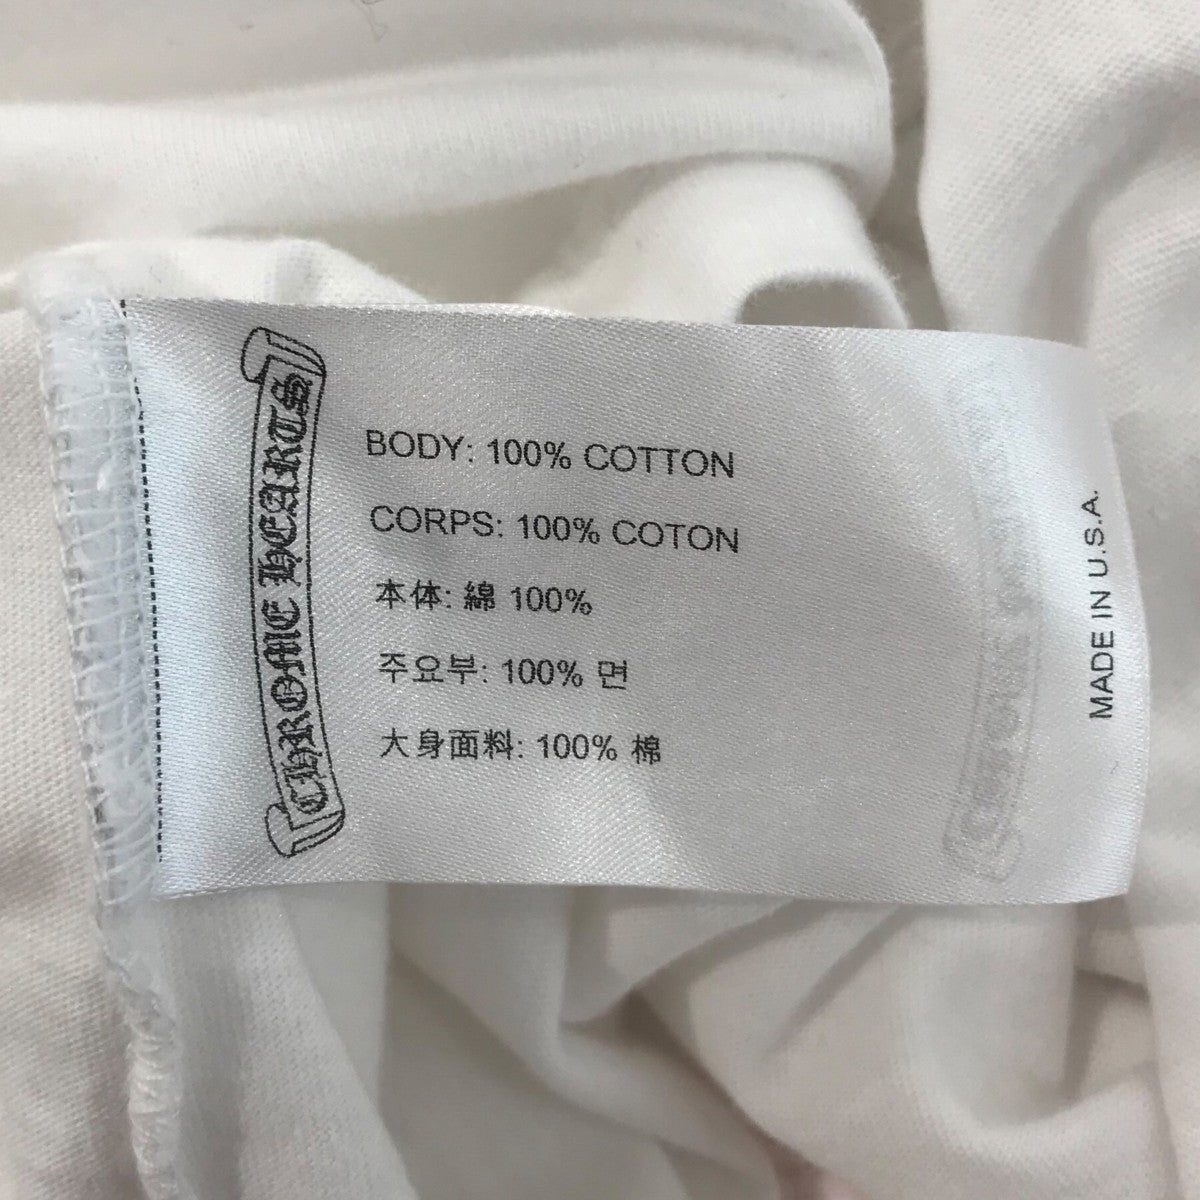 CHROME HEARTS
BODY: 100% COTTON
CORPS: 100% COTON
本体: 綿 100%
주요부: 100% 면
大身面料: 100% 棉
MADE IN U.S.A.